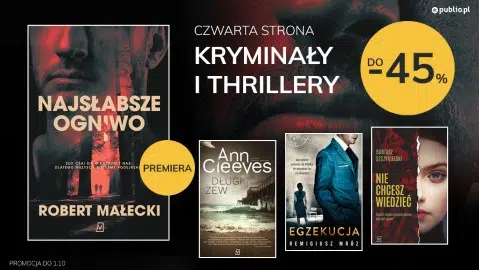 publio.pl
CZWARTA STRONA
KRYMINAŁY
I THRILLERY
DO
-45%
NAJSŁABSZE
OGNIWO
ROBERT MAŁECKI
PREMIERA
Ann
Cleeves
DŁUGI
ZEW
EGZEKUCJA
REMIGIUSZ MRÓZ
NIE
CHCESZ
WIEDZIEĆ
PROMOCJA DO 1.10